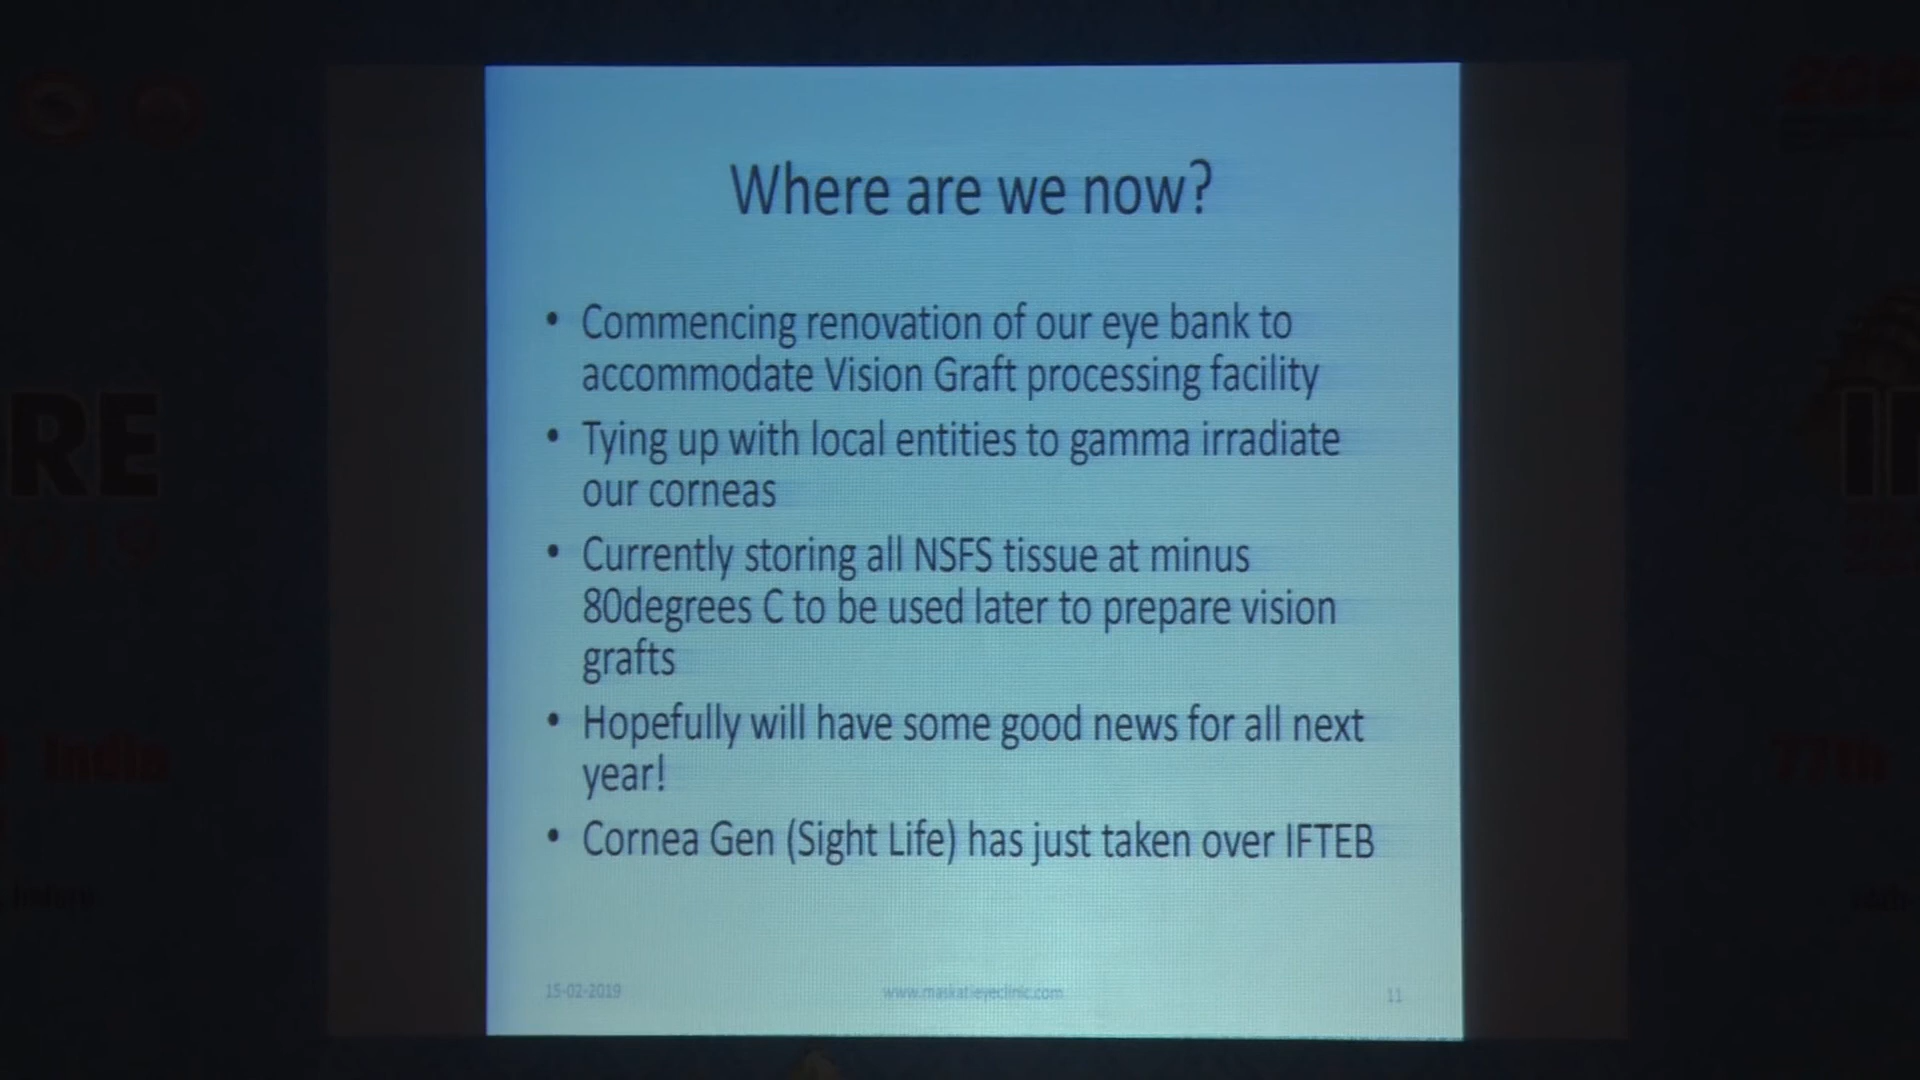 Where are we now?
• Commencing renovation of our eye bank to
accommodate Vision Graft processing facility
• Tying up with local entities to gamma irradiate
our corneas
• Currently storing all NSFS tissue at minus
80degrees C to be used later to prepare vision
grafts
• Hopefully will have some good news for all next
year!
• Cornea Gen (Sight Life) has just taken over IFTEB
15-02-2019
www.maskatieyeclinic.com
11
RE
India
77th